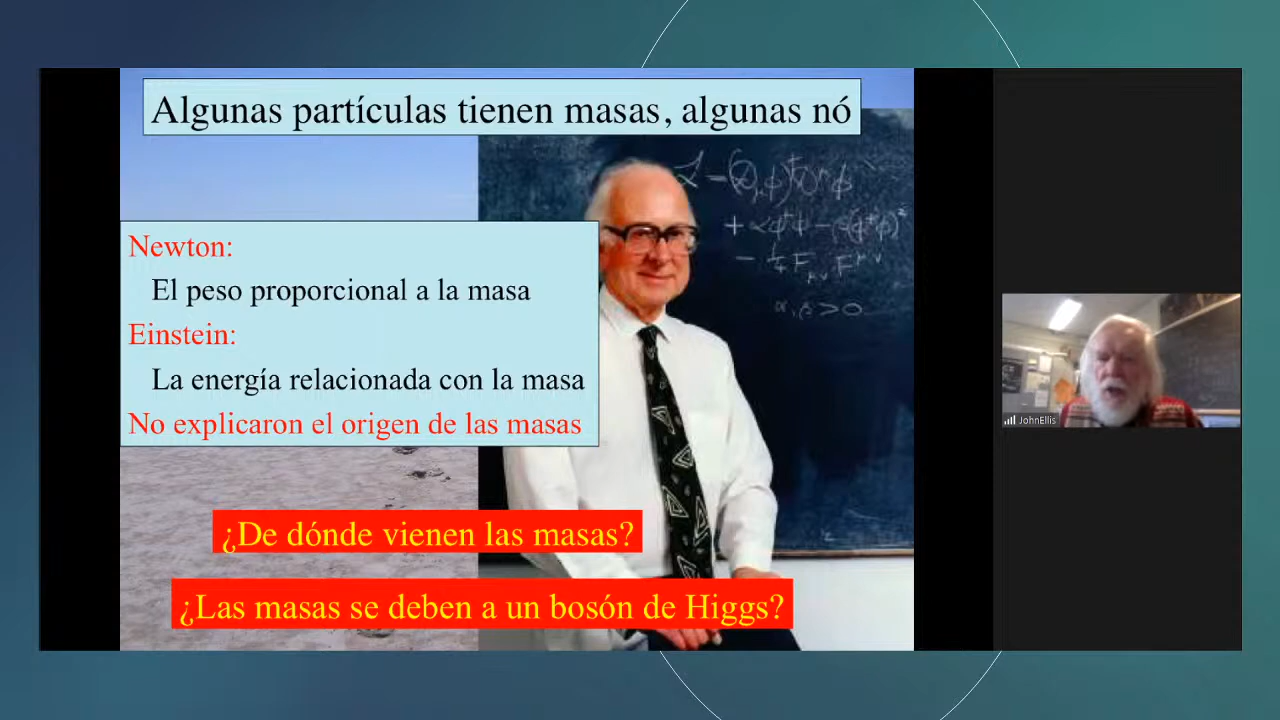 Algunas partículas tienen masas, algunas nó
Newton:
El peso proporcional a la masa
Einstein:
La energía relacionada con la masa
No explicaron el origen de las masas
¿De dónde vienen las masas?
¿Las masas se deben a un bosón de Higgs?
α, β > 0
JohnEllis